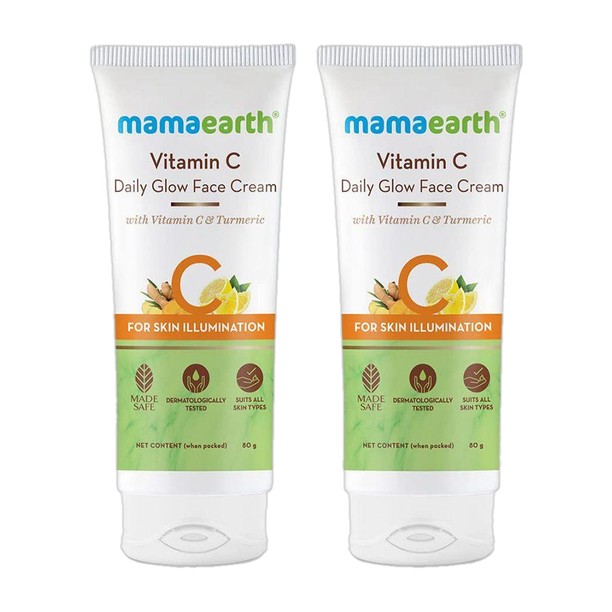 mamaearth®
Vitamin C
Daily Glow Face Cream
with Vitamin C & Turmeric
C
FOR SKIN ILLUMINATION
MADE SAFE
DERMATOLOGICALLY TESTED
SUITS ALL SKIN TYPES
NET CONTENT (when packed) 80 g
mamaearth®
Vitamin C
Daily Glow Face Cream
with Vitamin C & Turmeric
C
FOR SKIN ILLUMINATION
MADE SAFE
DERMATOLOGICALLY TESTED
SUITS ALL SKIN TYPES
NET CONTENT (when packed) 80 g